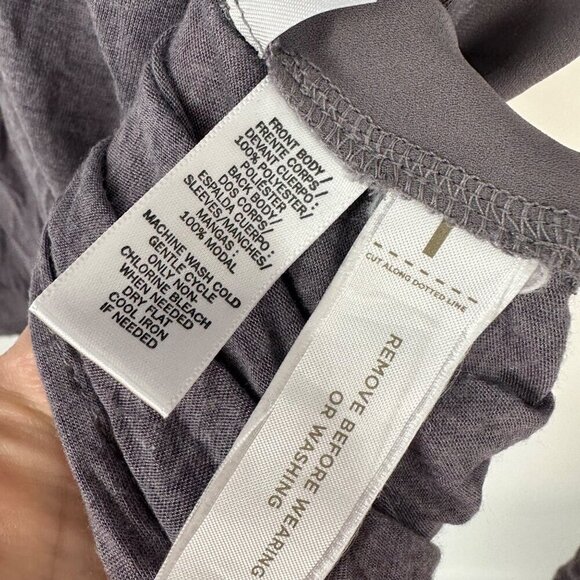 FRONT BODY/
FRENTE CORPS/
DEVANT CUERPO:
100% POLYESTER/
POLIÉSTER
BACK BODY/
DOS CORPS/
ESPALDA CUERPO:
SLEEVES/MANCHES/
MANGAS:
100% MODAL
MACHINE WASH COLD
GENTLE CYCLE
ONLY NON-
CHLORINE BLEACH
WHEN NEEDED
DRY FLAT
COOL IRON
IF NEEDED
CUT ALONG DOTTED LINE
REMOVE BEFORE WEARING
OR WASHING